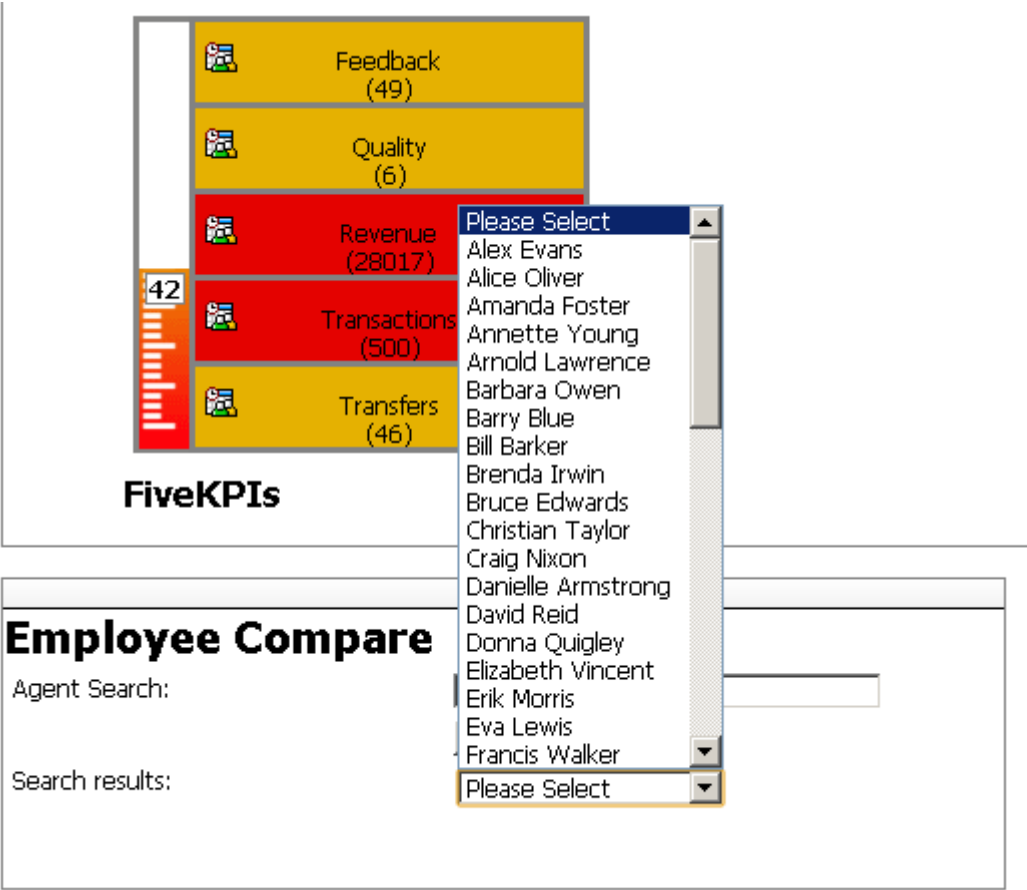 Feedback
(49)
Quality
(6)
Revenue
(28017)
42
Transactions
(500)
Transfers
(46)
FiveKPIs
Please Select
Alex Evans
Alice Oliver
Amanda Foster
Annette Young
Arnold Lawrence
Barbara Owen
Barry Blue
Bill Barker
Brenda Irwin
Bruce Edwards
Christian Taylor
Craig Nixon
Danielle Armstrong
David Reid
Donna Quigley
Elizabeth Vincent
Erik Morris
Eva Lewis
Francis Walker
Employee Compare
Agent Search:
Search results:
Please Select